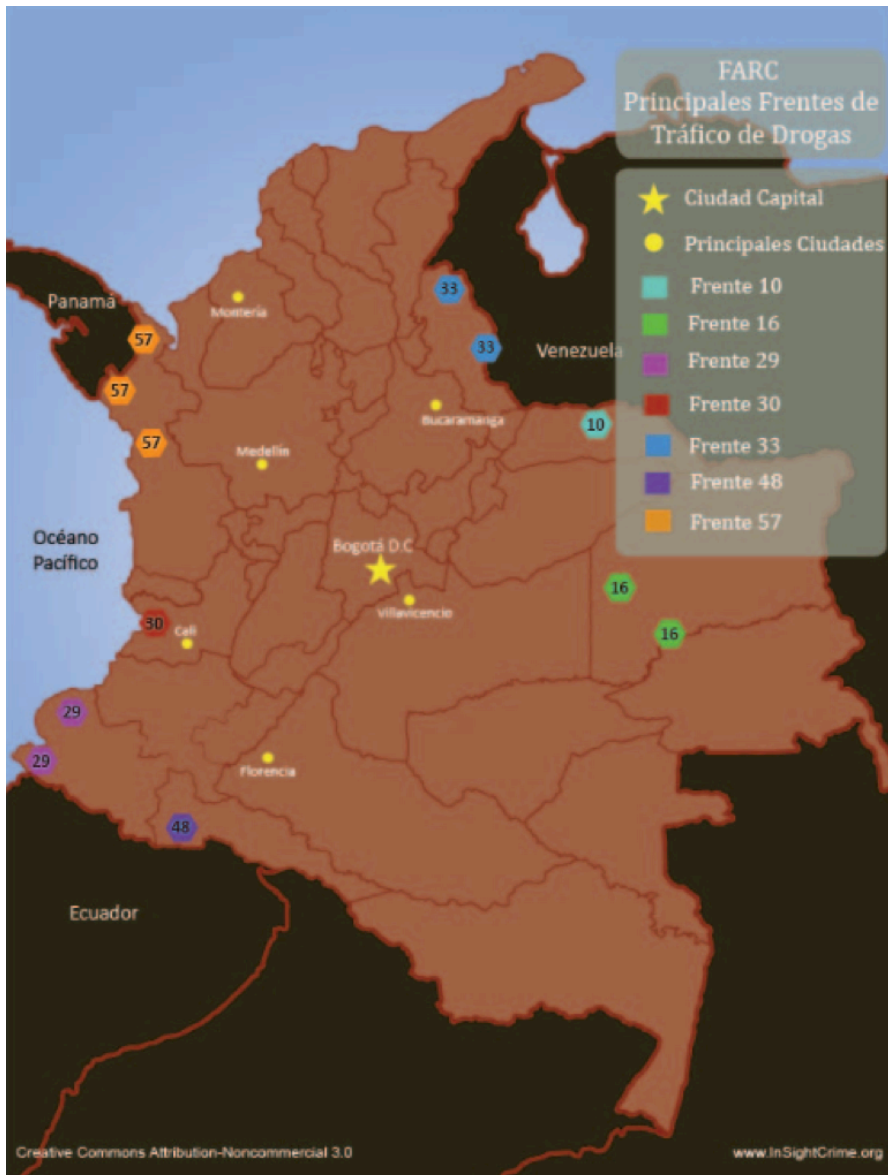 FARC
Principales Frentes de
Tráfico de Drogas
Ciudad Capital
Principales Ciudades
Frente 10
Frente 16
Frente 29
Frente 30
Frente 33
Frente 48
Frente 57
Panamá
Venezuela
Océano
Pacífico
Ecuador
Montería
Bucaramanga
Medellín
Bogotá D.C
Villavicencio
Cali
Florencia
33
33
57
57
57
10
16
16
30
29
29
48
Creative Commons Attribution-Noncommercial 3.0
www.InSightCrime.org